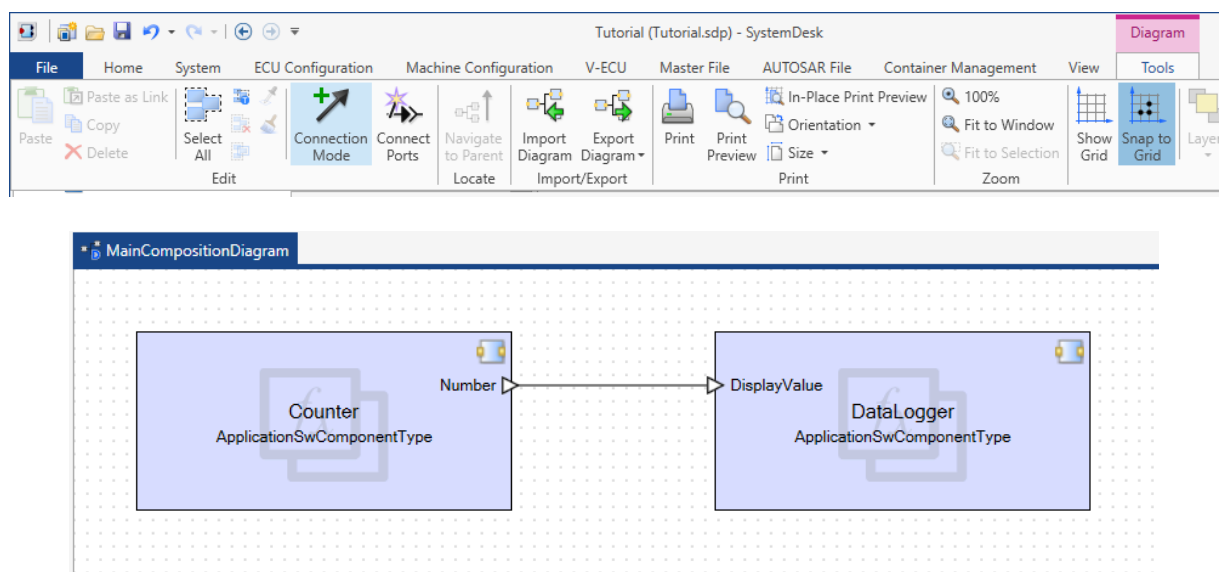 Tutorial (Tutorial.sdp) - SystemDesk
Diagram
File Home System ECU Configuration Machine Configuration V-ECU Master File AUTOSAR File Container Management View Tools
Paste
Paste as Link
Copy
Delete
Select All
Edit
Connection Mode
Connect Ports
Navigate to Parent
Locate
Import Diagram
Export Diagram
Import/Export
Print
Print Preview
In-Place Print Preview
Orientation
Size
Print
100%
Fit to Window
Fit to Selection
Zoom
Show Grid
Snap to Grid
Layer
MainCompositionDiagram
Number
Counter
ApplicationSwComponentType
DisplayValue
DataLogger
ApplicationSwComponentType